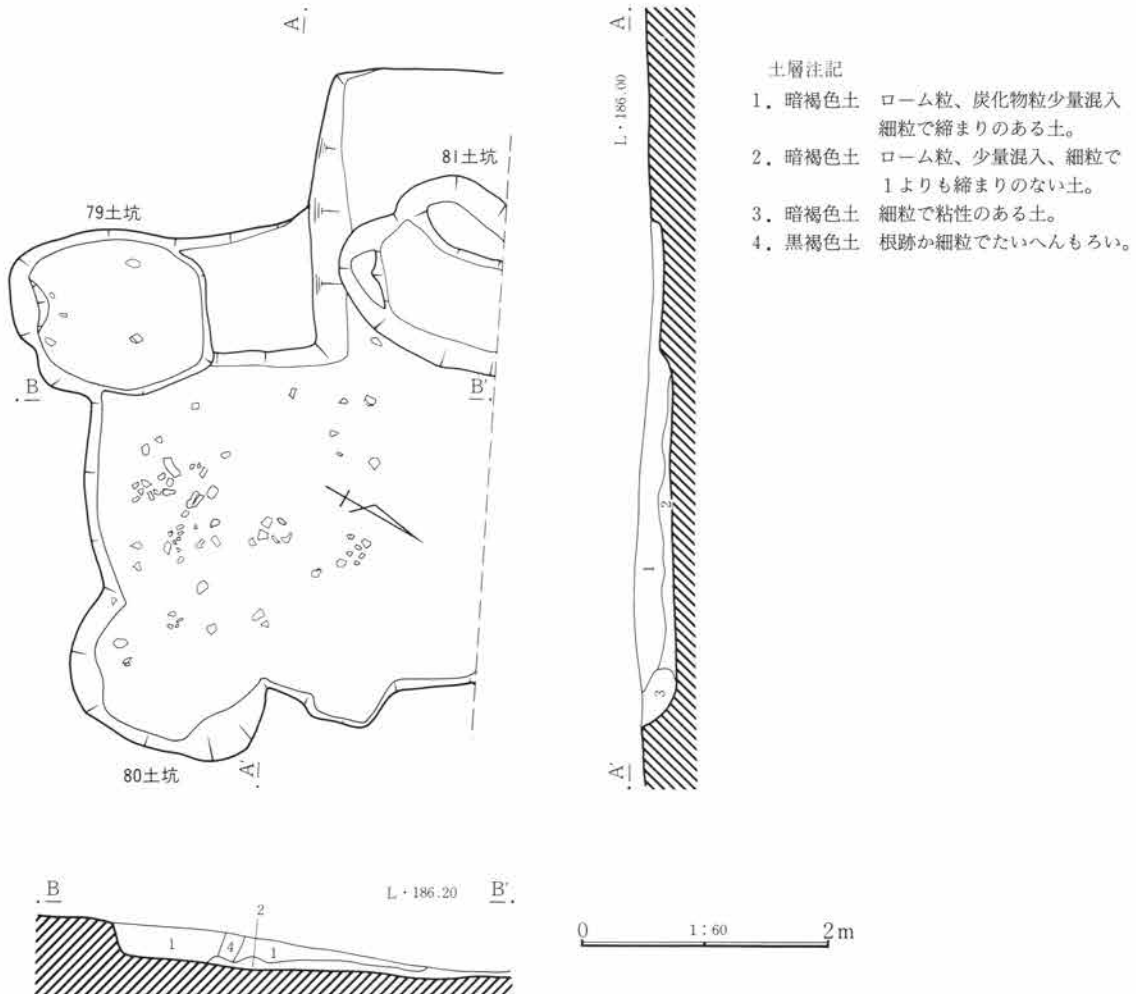 A
79土坑
81土坑
B
B'
80土坑
A'
A
L・186.00
1
2
3
A'
土層注記
1. 暗褐色土 ローム粒、炭化物粒少量混入
細粒で締まりのある土。
2. 暗褐色土 ローム粒、少量混入、細粒で
1よりも締まりのない土。
3. 暗褐色土 細粒で粘性のある土。
4. 黒褐色土 根跡か細粒でたいへんもろい。
B
L・186.20
B'
2
1
4
1
0 1:60 2m